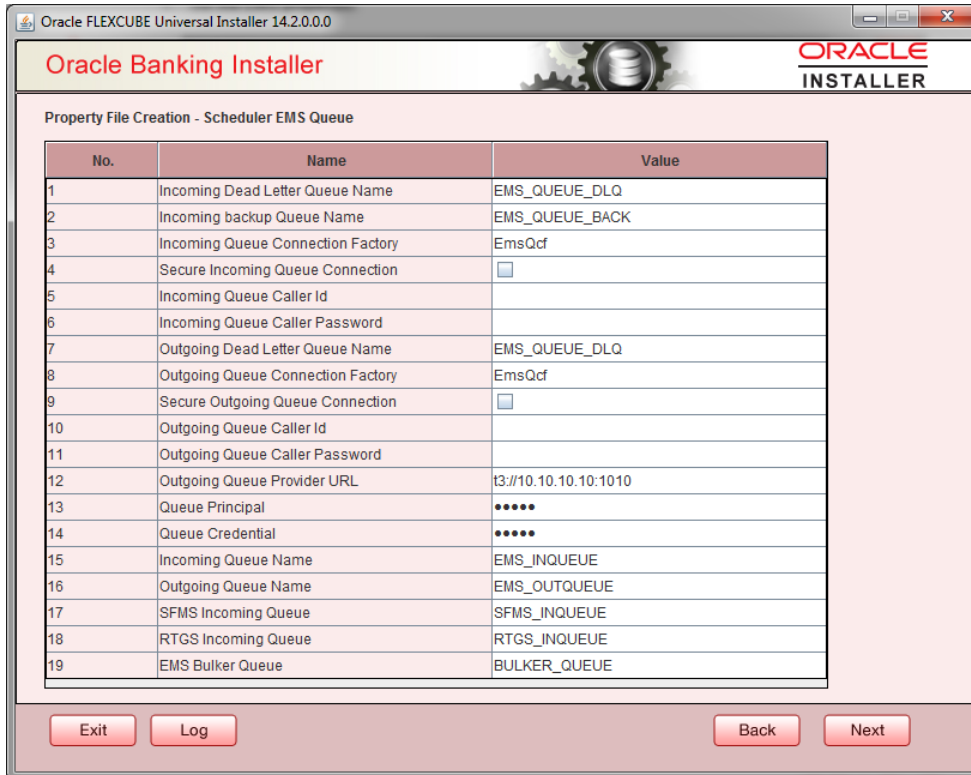 Oracle FLEXCUBE Universal Installer 14.2.0.0.0
Oracle Banking Installer
ORACLE
INSTALLER
Property File Creation - Scheduler EMS Queue
No. Name Value
1 Incoming Dead Letter Queue Name EMS_QUEUE_DLQ
2 Incoming backup Queue Name EMS_QUEUE_BACK
3 Incoming Queue Connection Factory EmsQcf
4 Secure Incoming Queue Connection
5 Incoming Queue Caller Id
6 Incoming Queue Caller Password
7 Outgoing Dead Letter Queue Name EMS_QUEUE_DLQ
8 Outgoing Queue Connection Factory EmsQcf
9 Secure Outgoing Queue Connection
10 Outgoing Queue Caller Id
11 Outgoing Queue Caller Password
12 Outgoing Queue Provider URL t3://10.10.10.10:1010
13 Queue Principal •••••
14 Queue Credential •••••
15 Incoming Queue Name EMS_INQUEUE
16 Outgoing Queue Name EMS_OUTQUEUE
17 SFMS Incoming Queue SFMS_INQUEUE
18 RTGS Incoming Queue RTGS_INQUEUE
19 EMS Bulker Queue BULKER_QUEUE
Exit Log Back Next